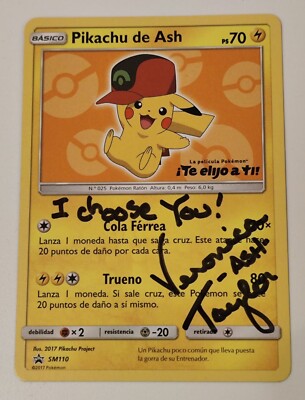 BÁSICO Pikachu de Ash PS70
La película Pokémon
¡Te elijo a ti!
N.º 025 Pokémon Ratón Altura: 0,4 m Peso: 6,0 kg
I choose You!
Cola Férrea ×
Lanza 1 moneda hasta que salga cruz. Este ataque
20 puntos de daño por cada cara.
Veronica
Taylor
-ASH-
Trueno 80
Lanza 1 moneda. Si sale cruz, este Pokémon
20 puntos de daño a sí mismo.
debilidad ×2 resistencia -20 retirada
Ilus. 2017 Pikachu Project
Un Pikachu poco común que lleva puesta la
gorra de su Entrenador.
SM110
©2017 Pokémon